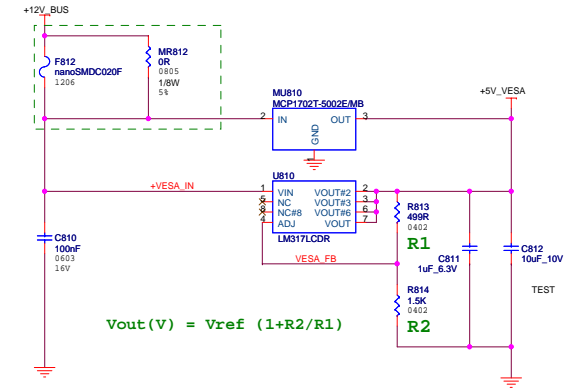 +12V_BUS
F812
nanoSMDC020F
1206
MR812
0R
0805
1/8W
5%
MU810
MCP1702T-5002E/MB
2 IN OUT 3
GND
+5V_VESA
U810
+VESA_IN
1 VIN VOUT#2 2
5 NC VOUT#3 3
8 NC#8 VOUT#6 6
4 ADJ VOUT 7
LM317LCDR
VESA_FB
C810
100nF
0603
16V
R813
499R
0402
R1
C811
1uF_6.3V
C812
10uF_10V
TEST
R814
1.5K
0402
R2
Vout(V) = Vref (1+R2/R1)